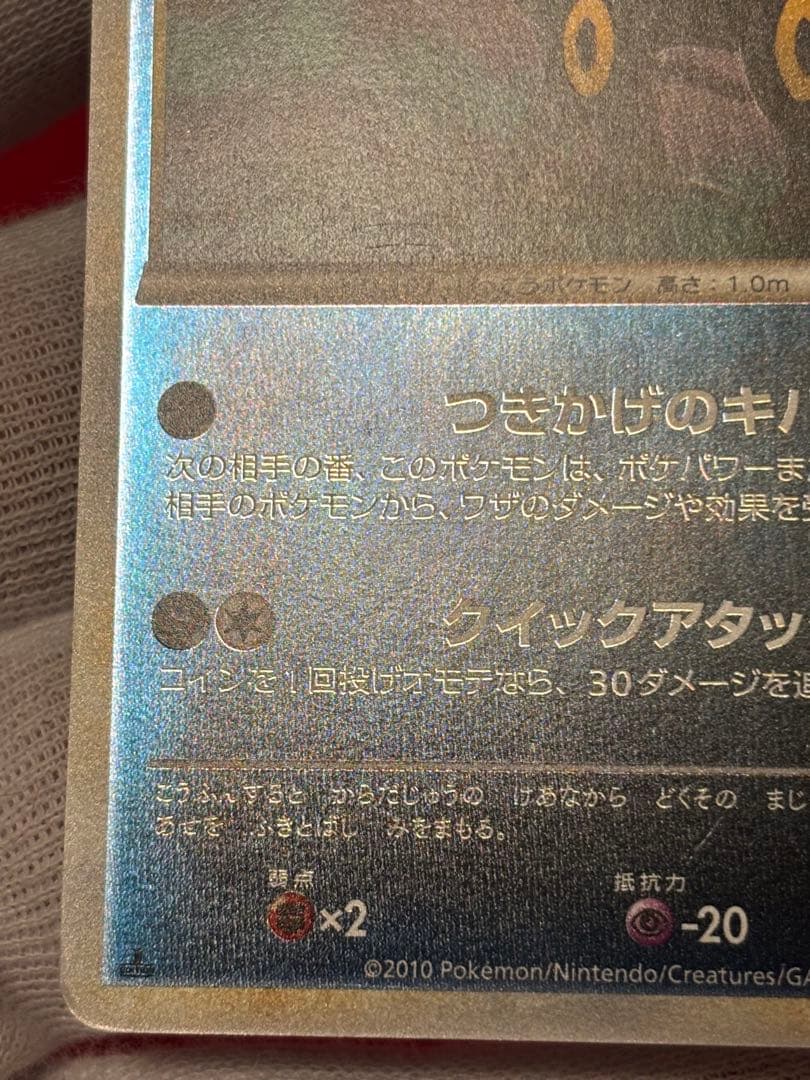 ポケモン 高さ：1.0m
つきかげのキバ
次の相手の番、このポケモンは、ポケパワーま
相手のポケモンから、ワザのダメージや効果を
クイックアタッ
コインを1回投げオモテなら、30ダメージを追
こうふんすると からだじゅうの けあなから どくその まじ
あせを ふきとばし みをまもる。
弱点 抵抗力
×2 -20
©2010 Pokémon/Nintendo/Creatures/GA